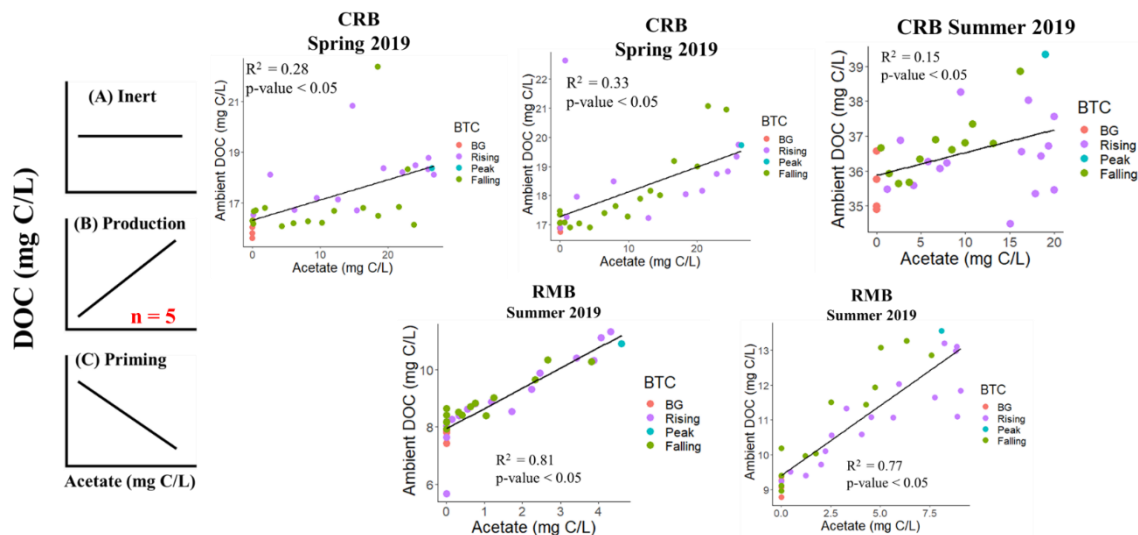 DOC (mg C/L)
(A) Inert
(B) Production
n = 5
(C) Priming
Acetate (mg C/L)
CRB
Spring 2019
R² = 0.28
p-value < 0.05
Ambient DOC (mg C/L)
21
18
16
0
10
20
Acetate (mg C/L)
BTC
BG
Rising
Peak
Falling
CRB
Spring 2019
R² = 0.33
p-value < 0.05
Ambient DOC (mg C/L)
22
21
19
18
17
0
10
20
Acetate (mg C/L)
BTC
BG
Rising
Peak
Falling
CRB Summer 2019
R² = 0.15
p-value < 0.05
Ambient DOC (mg C/L)
39
38
37
36
35
0
5
10
15
20
Acetate (mg C/L)
BTC
BG
Rising
Peak
Falling
RMB
Summer 2019
Ambient DOC (mg C/L)
10
8
6
R² = 0.81
p-value < 0.05
0
1
2
3
4
Acetate (mg C/L)
BTC
BG
Rising
Peak
Falling
RMB
Summer 2019
Ambient DOC (mg C/L)
13
12
11
10
9
R² = 0.77
p-value < 0.05
0.0
2.5
5.0
7.5
Acetate (mg C/L)
BTC
BG
Rising
Peak
Falling